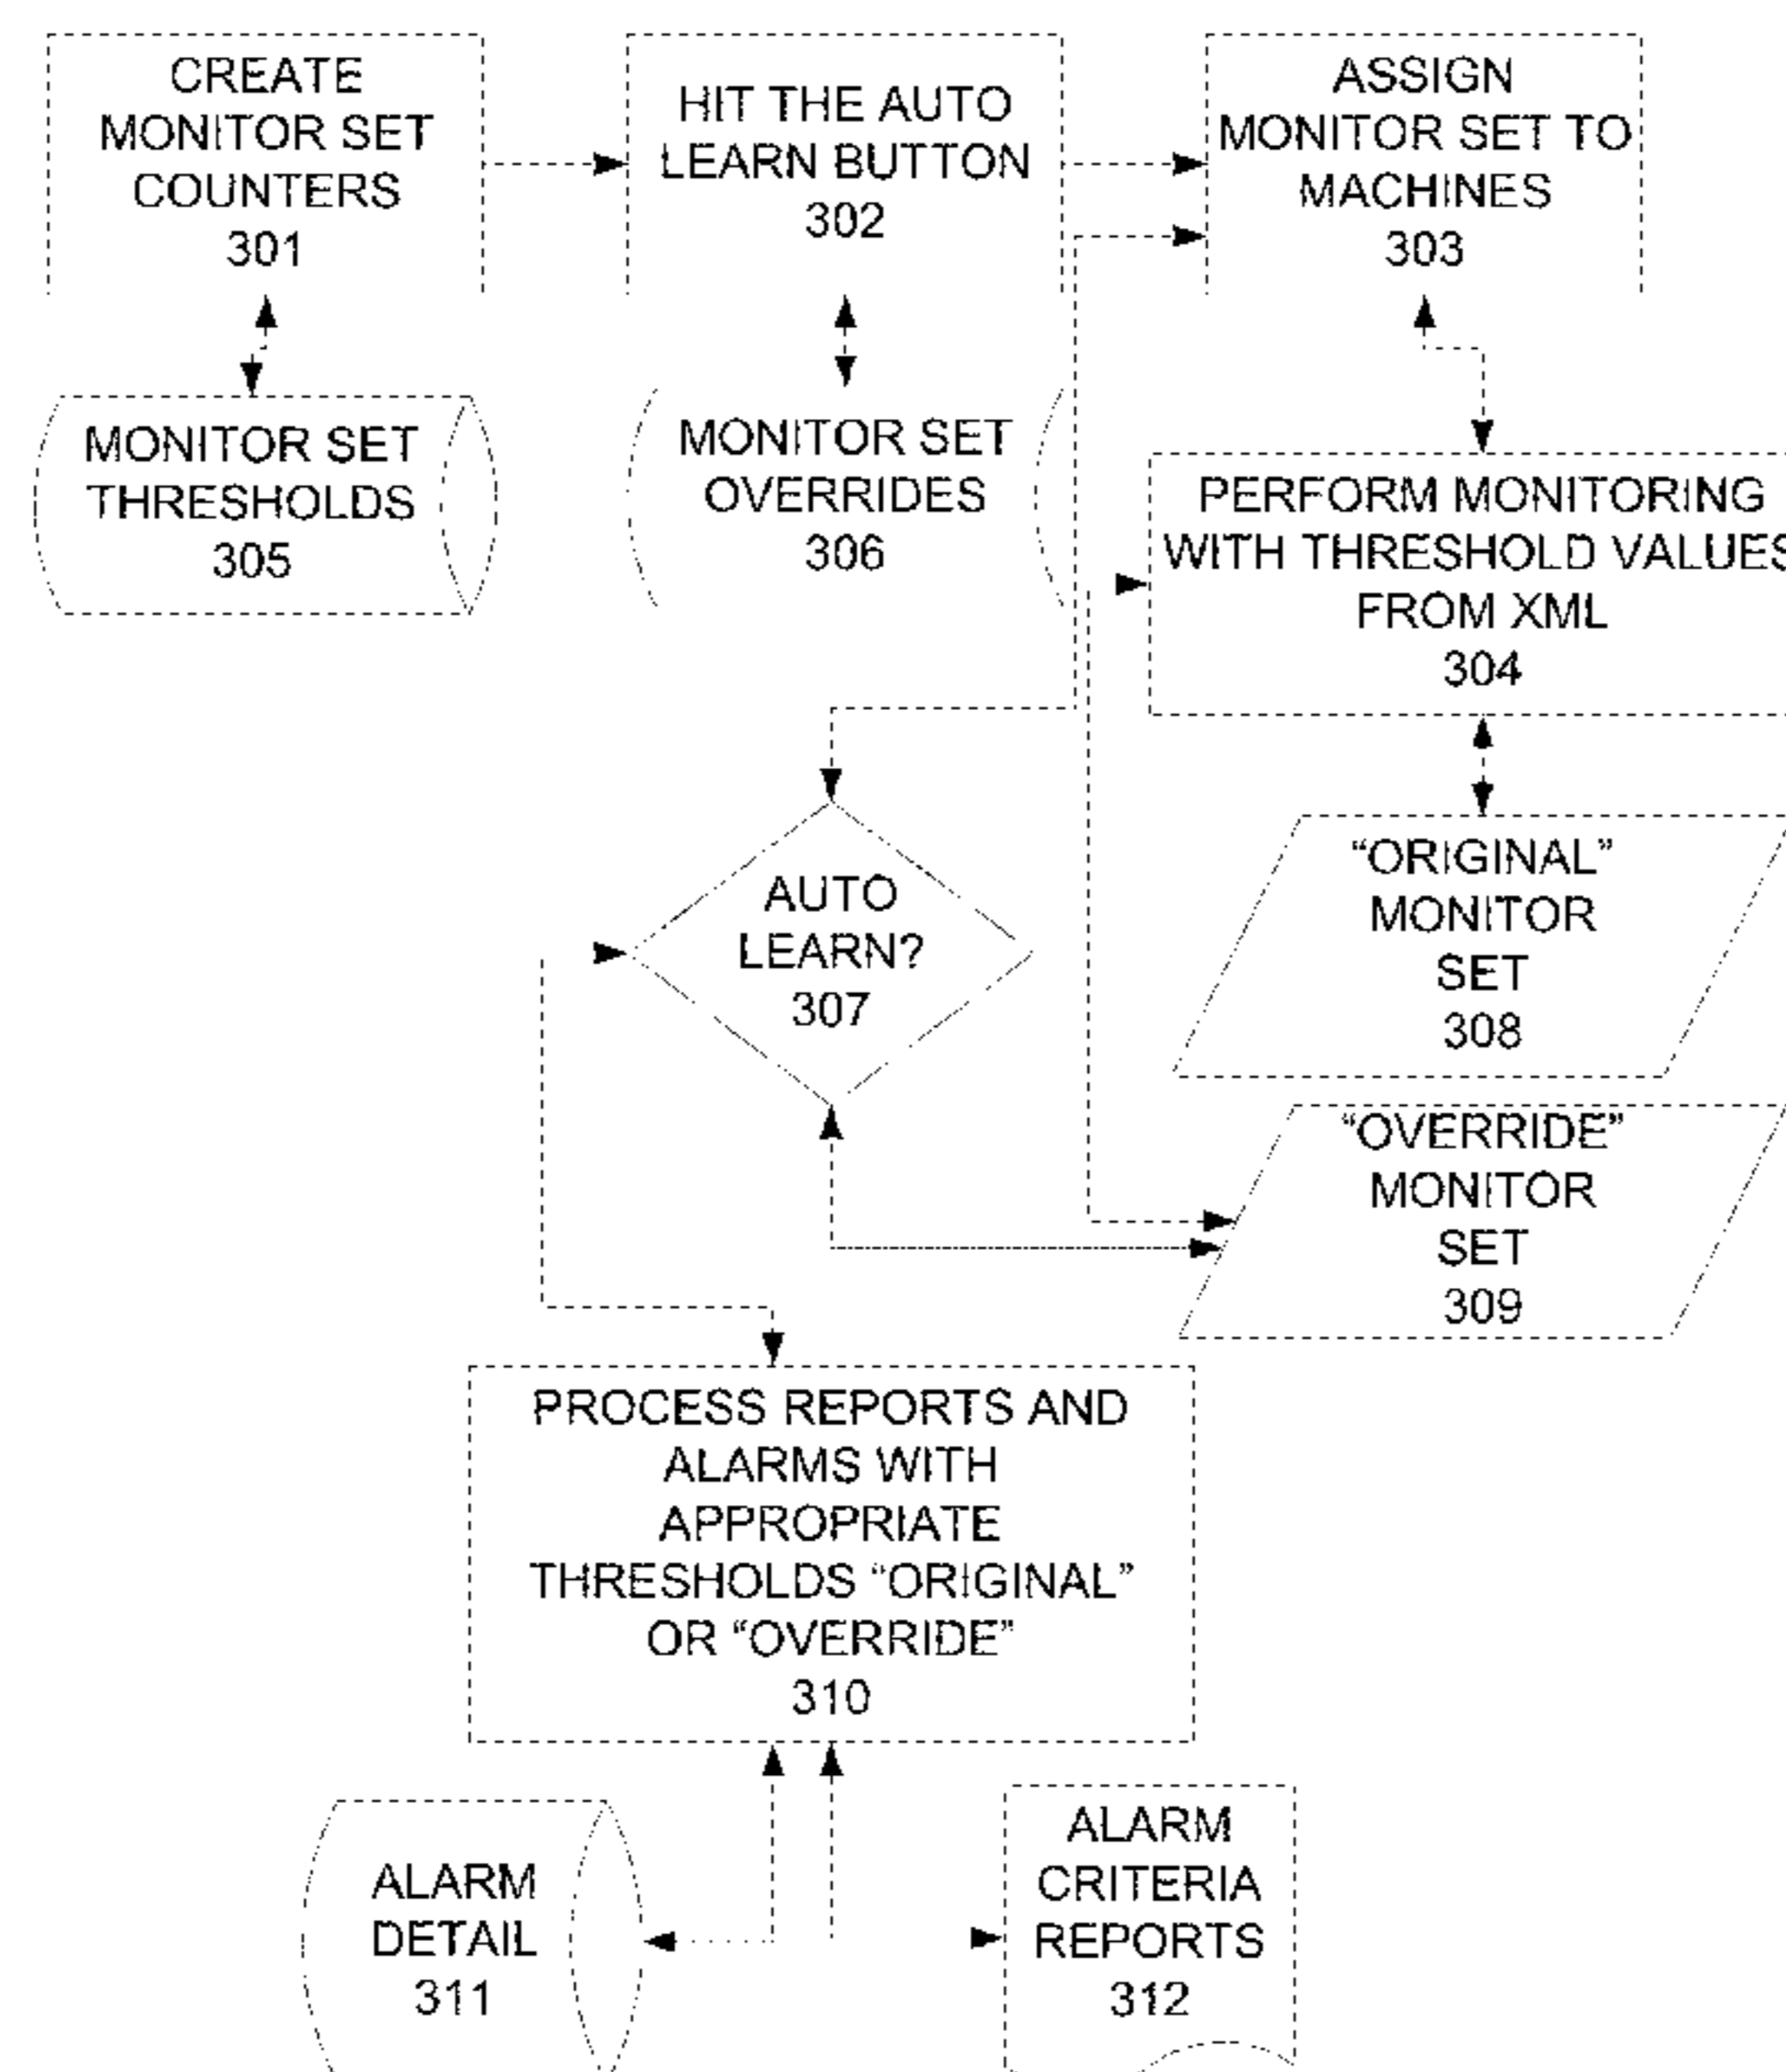 CREATE
MONITOR SET
COUNTERS
301
HIT THE AUTO
LEARN BUTTON
302
ASSIGN
MONITOR SET TO
MACHINES
303
MONITOR SET
THRESHOLDS
305
MONITOR SET
OVERRIDES
306
PERFORM MONITORING
WITH THRESHOLD VALUES
FROM XML
304
AUTO
LEARN?
307
“ORIGINAL”
MONITOR
SET
308
“OVERRIDE”
MONITOR
SET
309
PROCESS REPORTS AND
ALARMS WITH
APPROPRIATE
THRESHOLDS “ORIGINAL”
OR “OVERRIDE”
310
ALARM
DETAIL
311
ALARM
CRITERIA
REPORTS
312